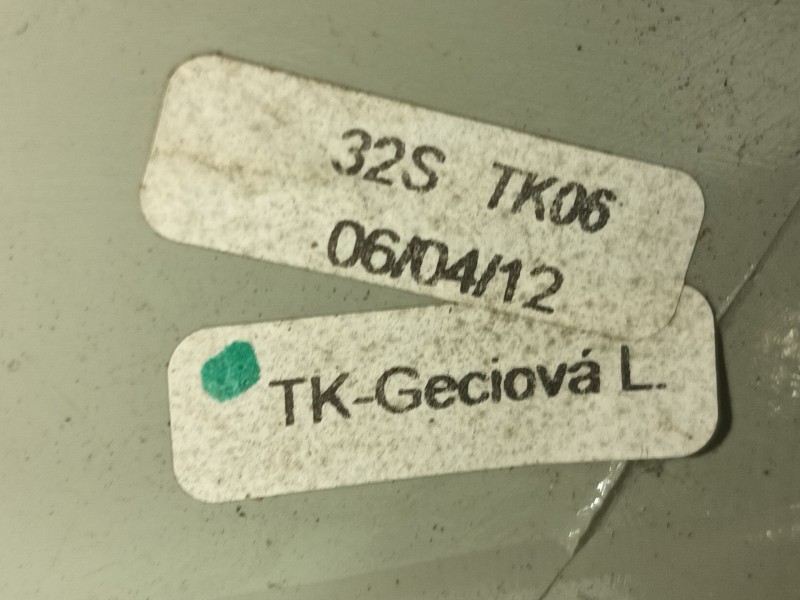 32S TK06
06/04/12
TK-Geciová L.